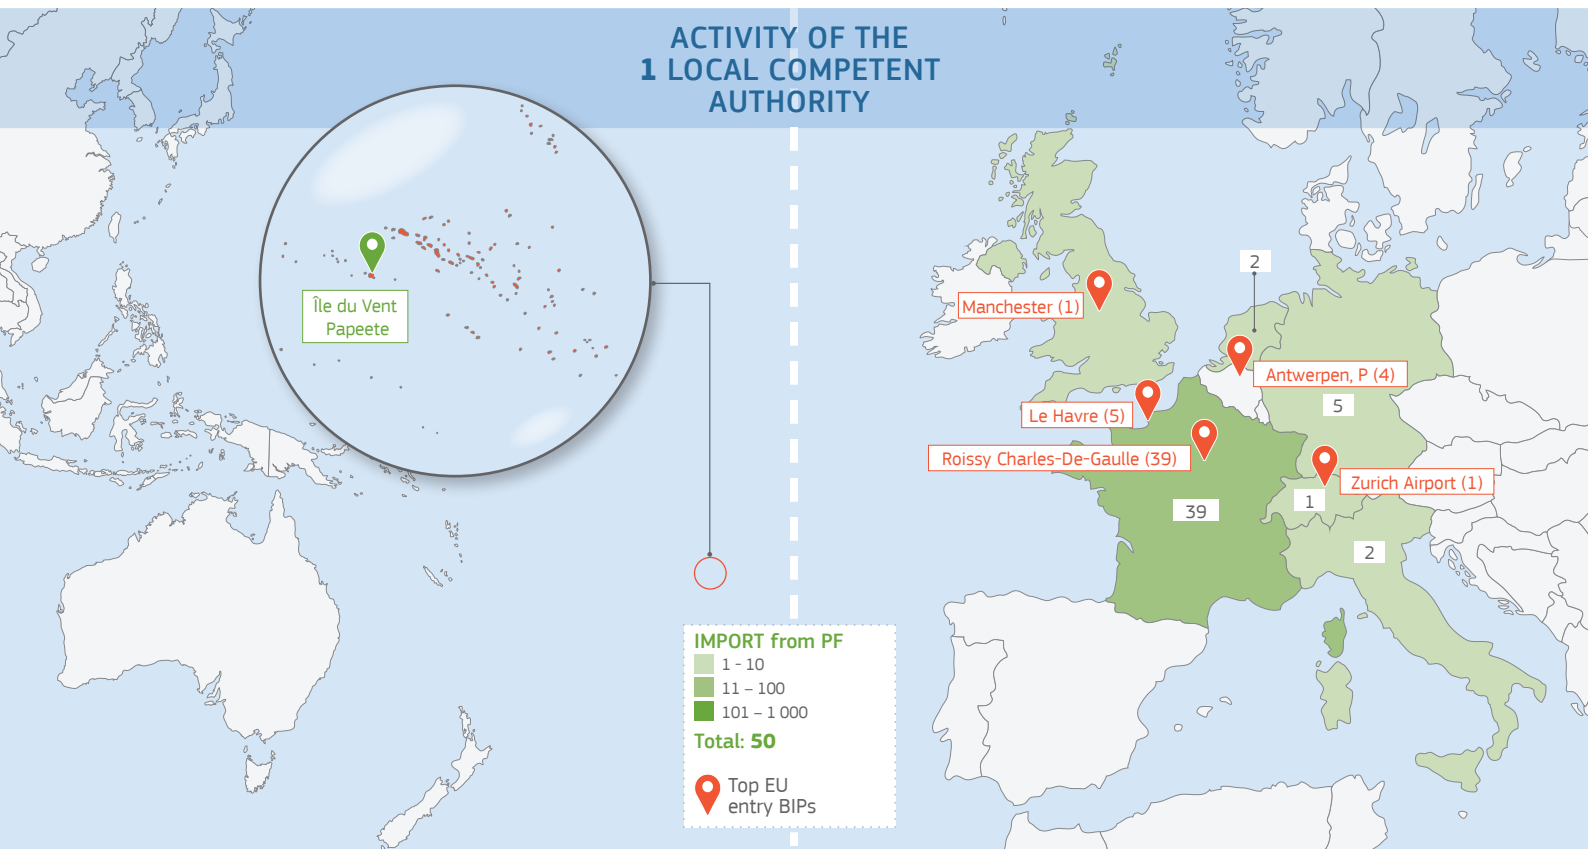 ACTIVITY OF THE
1 LOCAL COMPETENT
AUTHORITY
Île du Vent
Papeete
2
Manchester (1)
Antwerpen, P (4)
5
Le Havre (5)
Roissy Charles-De-Gaulle (39)
Zurich Airport (1)
1
39
2
IMPORT from PF
1 - 10
11 – 100
101 – 1 000
Total: 50
Top EU
entry BIPs